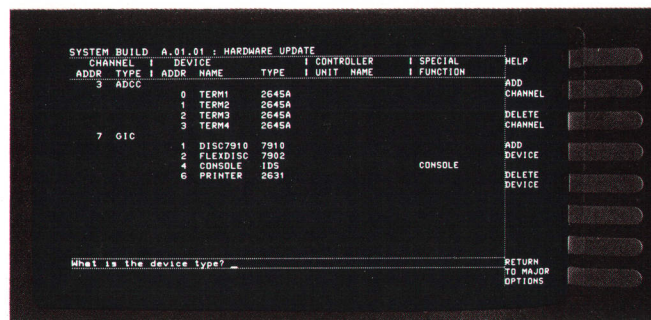 SYSTEM BUILD A.01.01 : HARDWARE UPDATE
CHANNEL I DEVICE I CONTROLLER I SPECIAL HELP
ADDR TYPE I ADDR NAME TYPE I UNIT NAME I FUNCTION
3 ADCC ADD
0 TERM1 2645A CHANNEL
1 TERM2 2645A
2 TERM3 2645A DELETE
3 TERM4 2645A CHANNEL
7 GIC
1 DISC7910 7910 ADD
2 FLEXDISC 7902 DEVICE
4 CONSOLE IDS CONSOLE
6 PRINTER 2631 DELETE
DEVICE
What is the device type? _ RETURN
TO MAJOR
OPTIONS